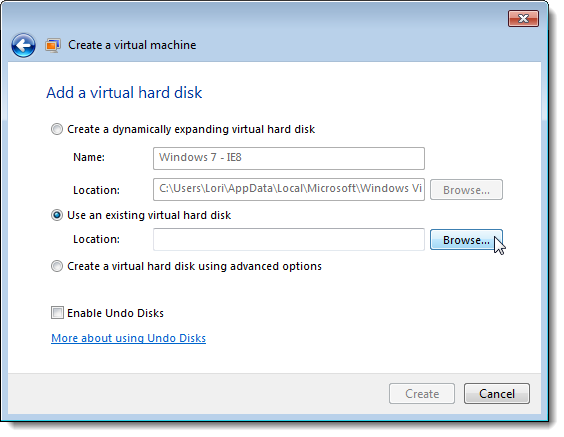 Create a virtual machine
Add a virtual hard disk
Create a dynamically expanding virtual hard disk
Name: Windows 7 - IE8
Location: C:\Users\Lori\AppData\Local\Microsoft\Windows Vi Browse...
Use an existing virtual hard disk
Location: Browse...
Create a virtual hard disk using advanced options
Enable Undo Disks
More about using Undo Disks
Create Cancel